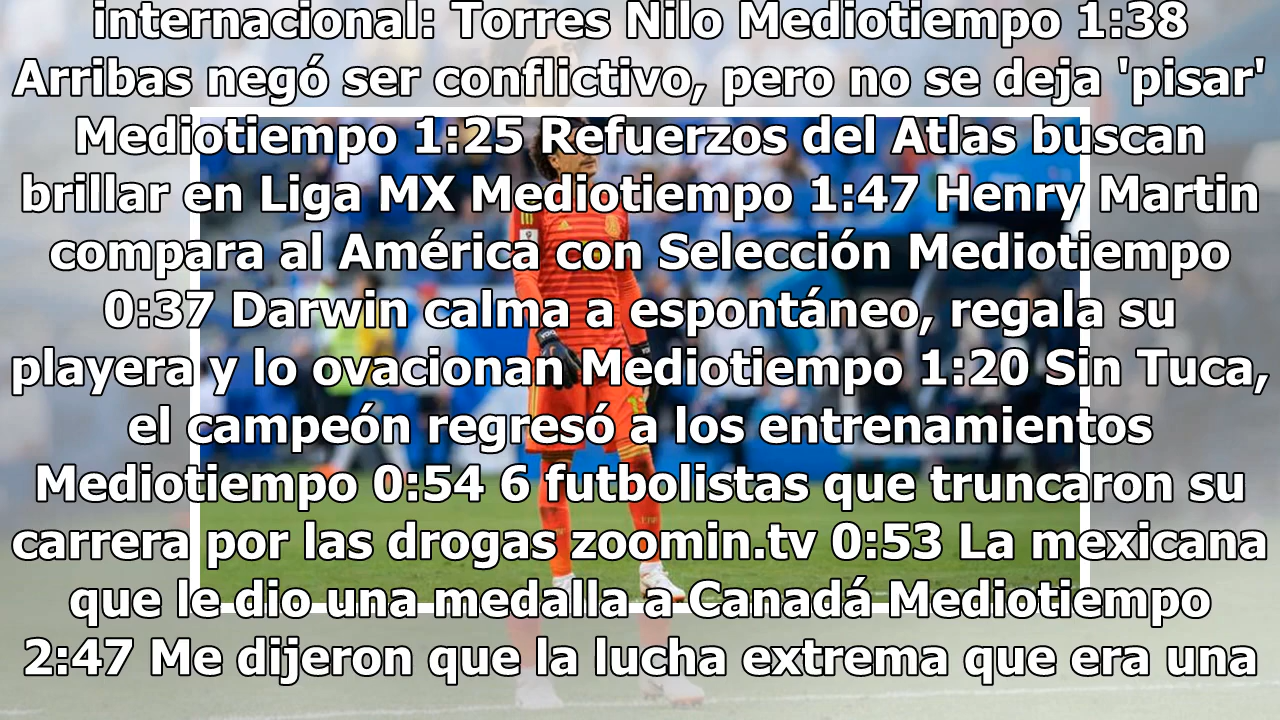 internacional: Torres Nilo Mediotiempo 1:38
Arribas negó ser conflictivo, pero no se deja 'pisar'
Mediotiempo 1:25 Refuerzos del Atlas buscan
brillar en Liga MX Mediotiempo 1:47 Henry Martin
compara al América con Selección Mediotiempo
0:37 Darwin calma a espontáneo, regala su
playera y lo ovacionan Mediotiempo 1:20 Sin Tuca,
el campeón regresó a los entrenamientos
Mediotiempo 0:54 6 futbolistas que truncaron su
carrera por las drogas zoomin.tv 0:53 La mexicana
que le dio una medalla a Canadá Mediotiempo
2:47 Me dijeron que la lucha extrema que era una